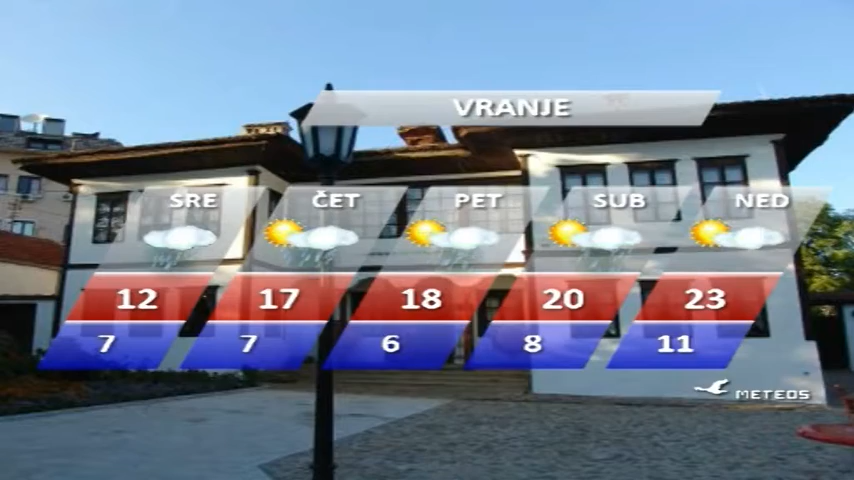 VRANJE
SRE ČET PET SUB NED
12 17 18 20 23
7 7 6 8 11
METEOS